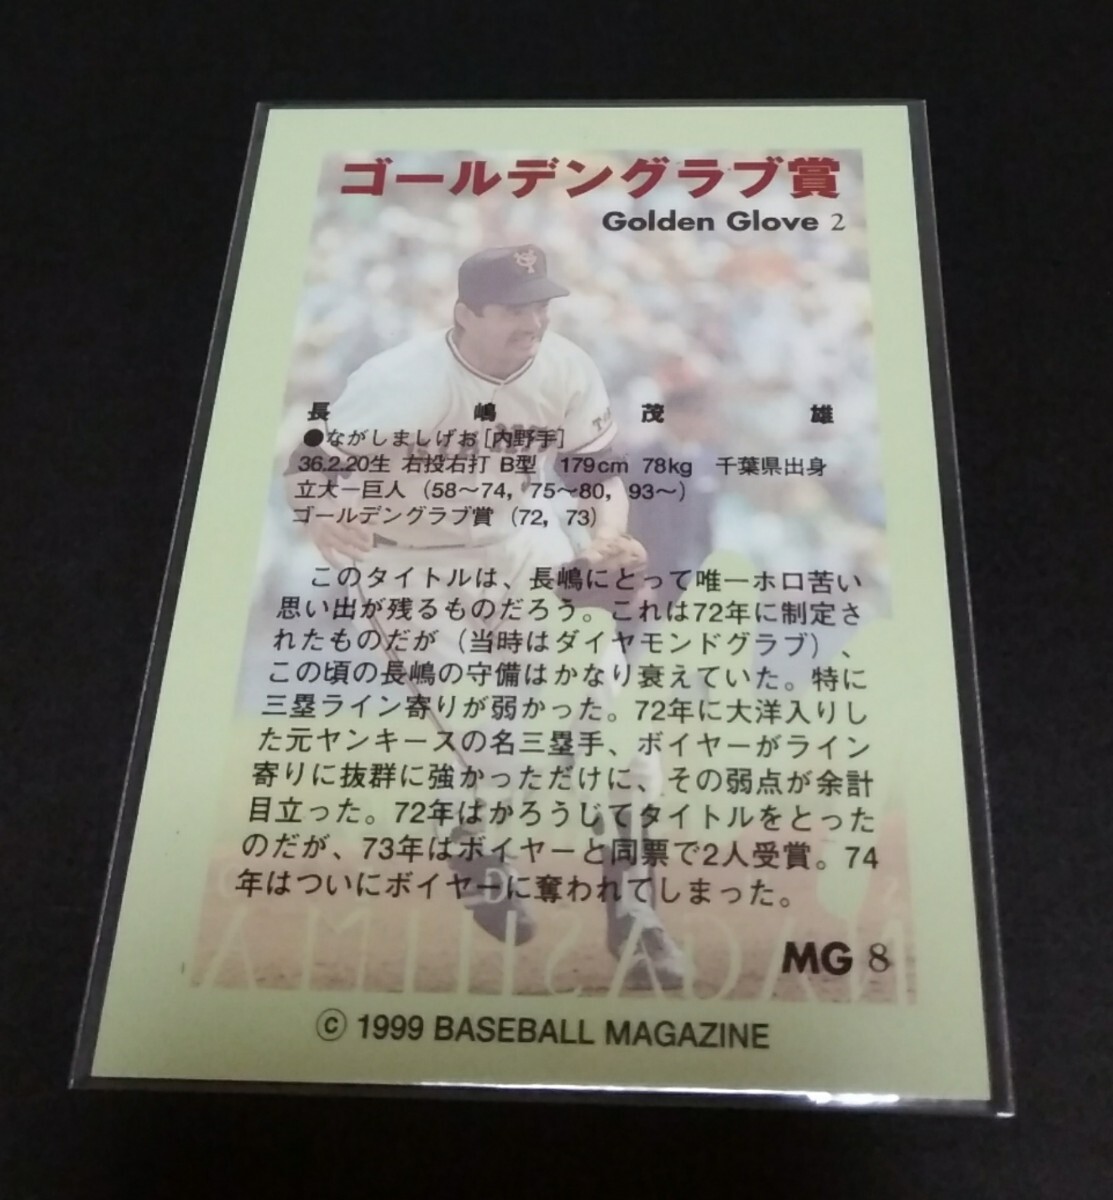 ゴールデングラブ賞
Golden Glove 2
長嶋茂雄
●ながしましげお[内野手]
36.2.20生 右投右打 B型 179cm 78kg 千葉県出身
立大ー巨人（58〜74，75〜80，93〜）
ゴールデングラブ賞（72，73）
このタイトルは、長嶋にとって唯一ホロ苦い
思い出が残るものだろう。これは72年に制定さ
れたものだが（当時はダイヤモンドグラブ）、
この頃の長嶋の守備はかなり衰えていた。特に
三塁ライン寄りが弱かった。72年に大洋入りし
た元ヤンキースの名三塁手、ボイヤーがライン
寄りに抜群に強かっただけに、その弱点が余計
目立った。72年はかろうじてタイトルをとった
のだが、73年はボイヤーと同票で2人受賞。74
年はついにボイヤーに奪われてしまった。
MG 8
© 1999 BASEBALL MAGAZINE